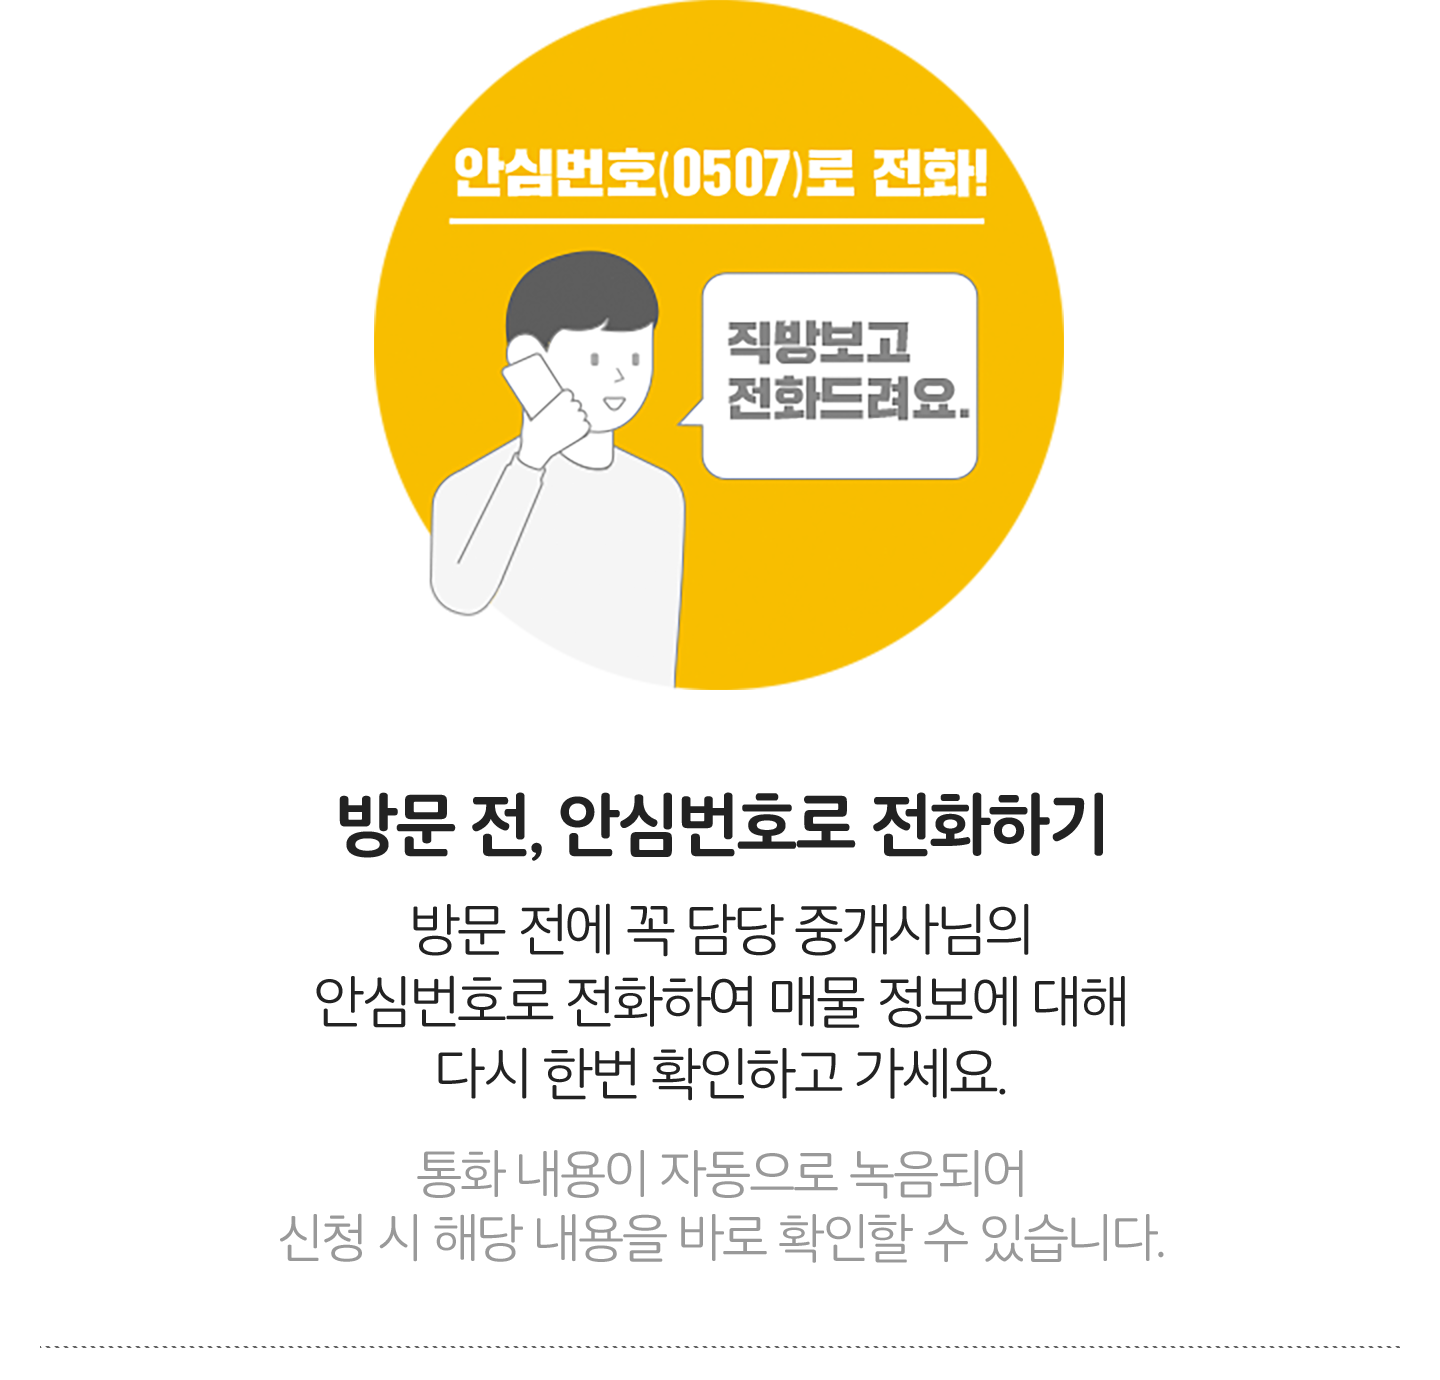 안심번호(0507)로 전화!
직방보고
전화드려요.
방문 전, 안심번호로 전화하기
방문 전에 꼭 담당 중개사님의
안심번호로 전화하여 매물 정보에 대해
다시 한번 확인하고 가세요.
통화 내용이 자동으로 녹음되어
신청 시 해당 내용을 바로 확인할 수 있습니다.